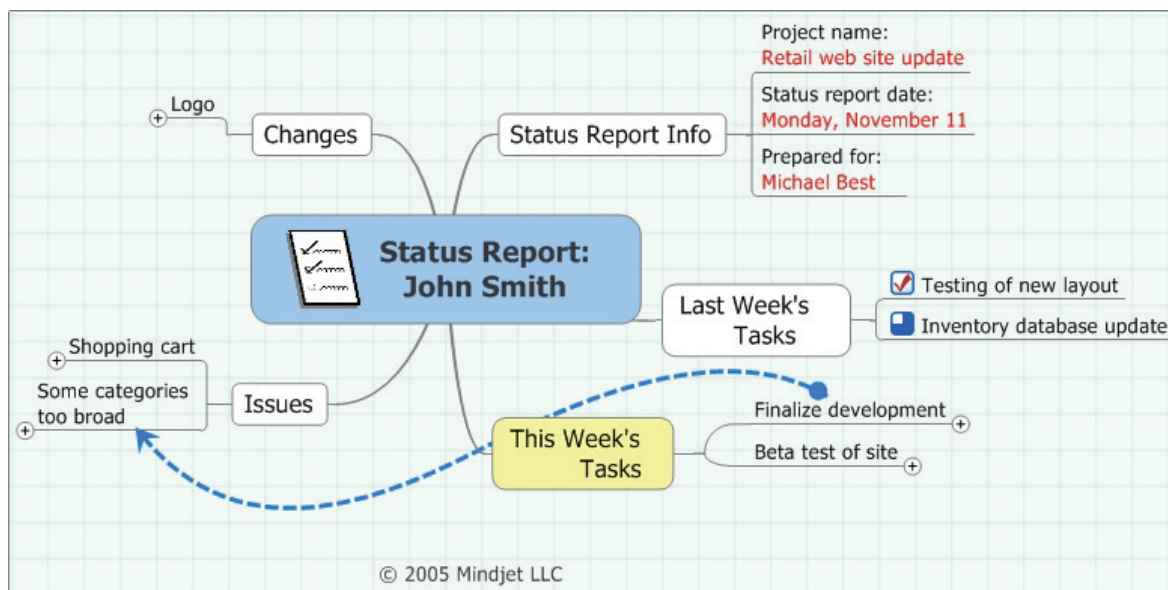 Project name:
Retail web site update
Logo
Changes
Status Report Info
Status report date:
Monday, November 11
Prepared for:
Michael Best
Status Report:
John Smith
Last Week's
Tasks
Testing of new layout
Inventory database update
Shopping cart
Some categories
too broad
Issues
This Week's
Tasks
Finalize development
Beta test of site
© 2005 Mindjet LLC